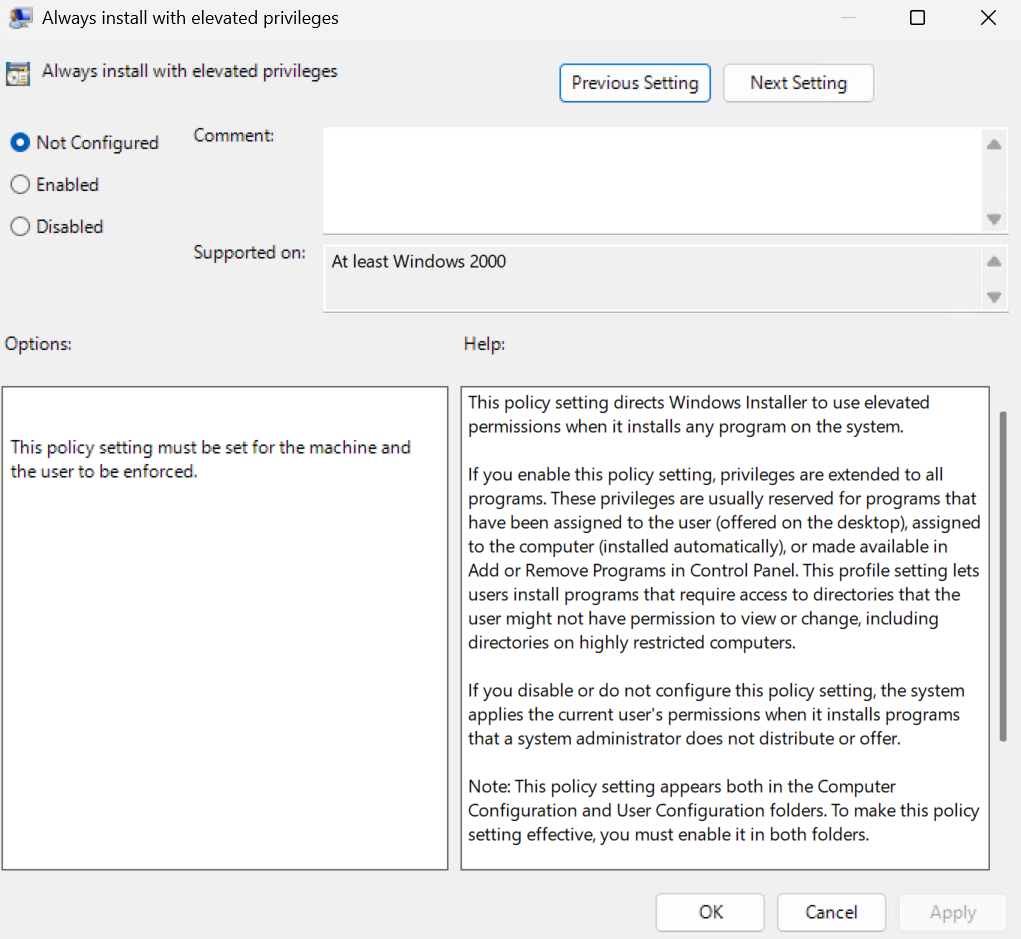 Always install with elevated privileges
Always install with elevated privileges
Previous Setting
Next Setting
Not Configured
Enabled
Disabled
Comment:
Supported on:
At least Windows 2000
Options:
Help:
This policy setting must be set for the machine and
the user to be enforced.
This policy setting directs Windows Installer to use elevated
permissions when it installs any program on the system.
If you enable this policy setting, privileges are extended to all
programs. These privileges are usually reserved for programs that
have been assigned to the user (offered on the desktop), assigned
to the computer (installed automatically), or made available in
Add or Remove Programs in Control Panel. This profile setting lets
users install programs that require access to directories that the
user might not have permission to view or change, including
directories on highly restricted computers.
If you disable or do not configure this policy setting, the system
applies the current user's permissions when it installs programs
that a system administrator does not distribute or offer.
Note: This policy setting appears both in the Computer
Configuration and User Configuration folders. To make this policy
setting effective, you must enable it in both folders.
OK
Cancel
Apply